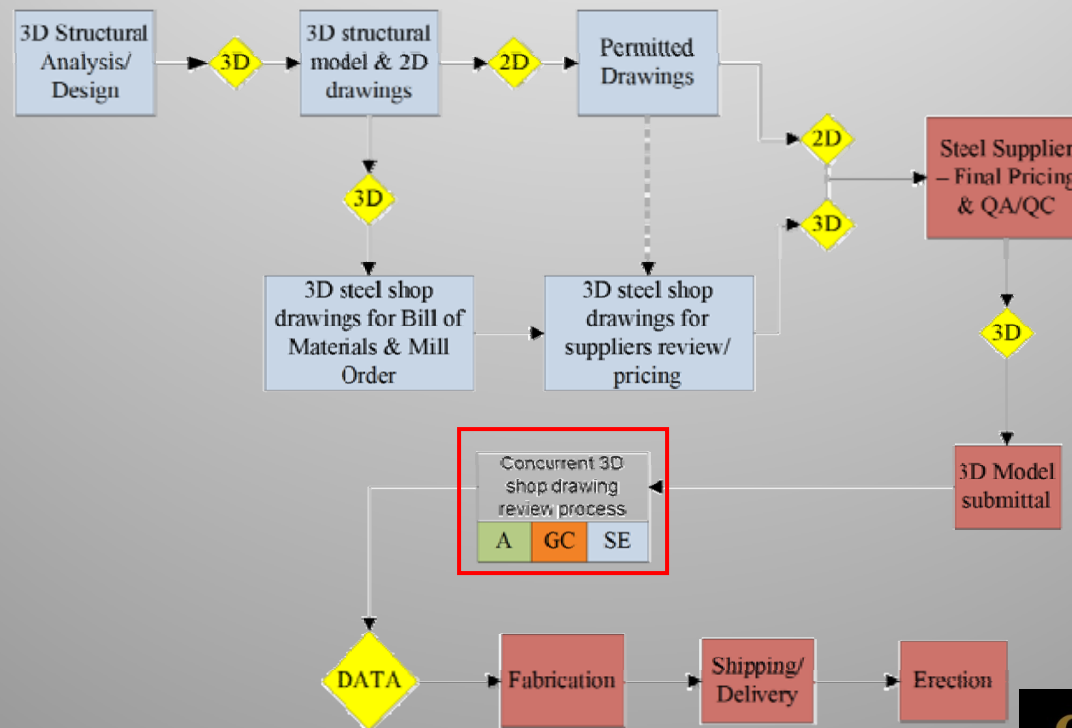 3D Structural
Analysis/
Design
3D
3D structural
model & 2D
drawings
2D
Permitted
Drawings
2D
3D
3D
Steel Supplier
– Final Pricing
& QA/QC
3D steel shop
drawings for Bill of
Materials & Mill
Order
3D steel shop
drawings for
suppliers review/
pricing
3D
Concurrent 3D
shop drawing
review process
A
GC
SE
3D Model
submittal
DATA
Fabrication
Shipping/
Delivery
Erection